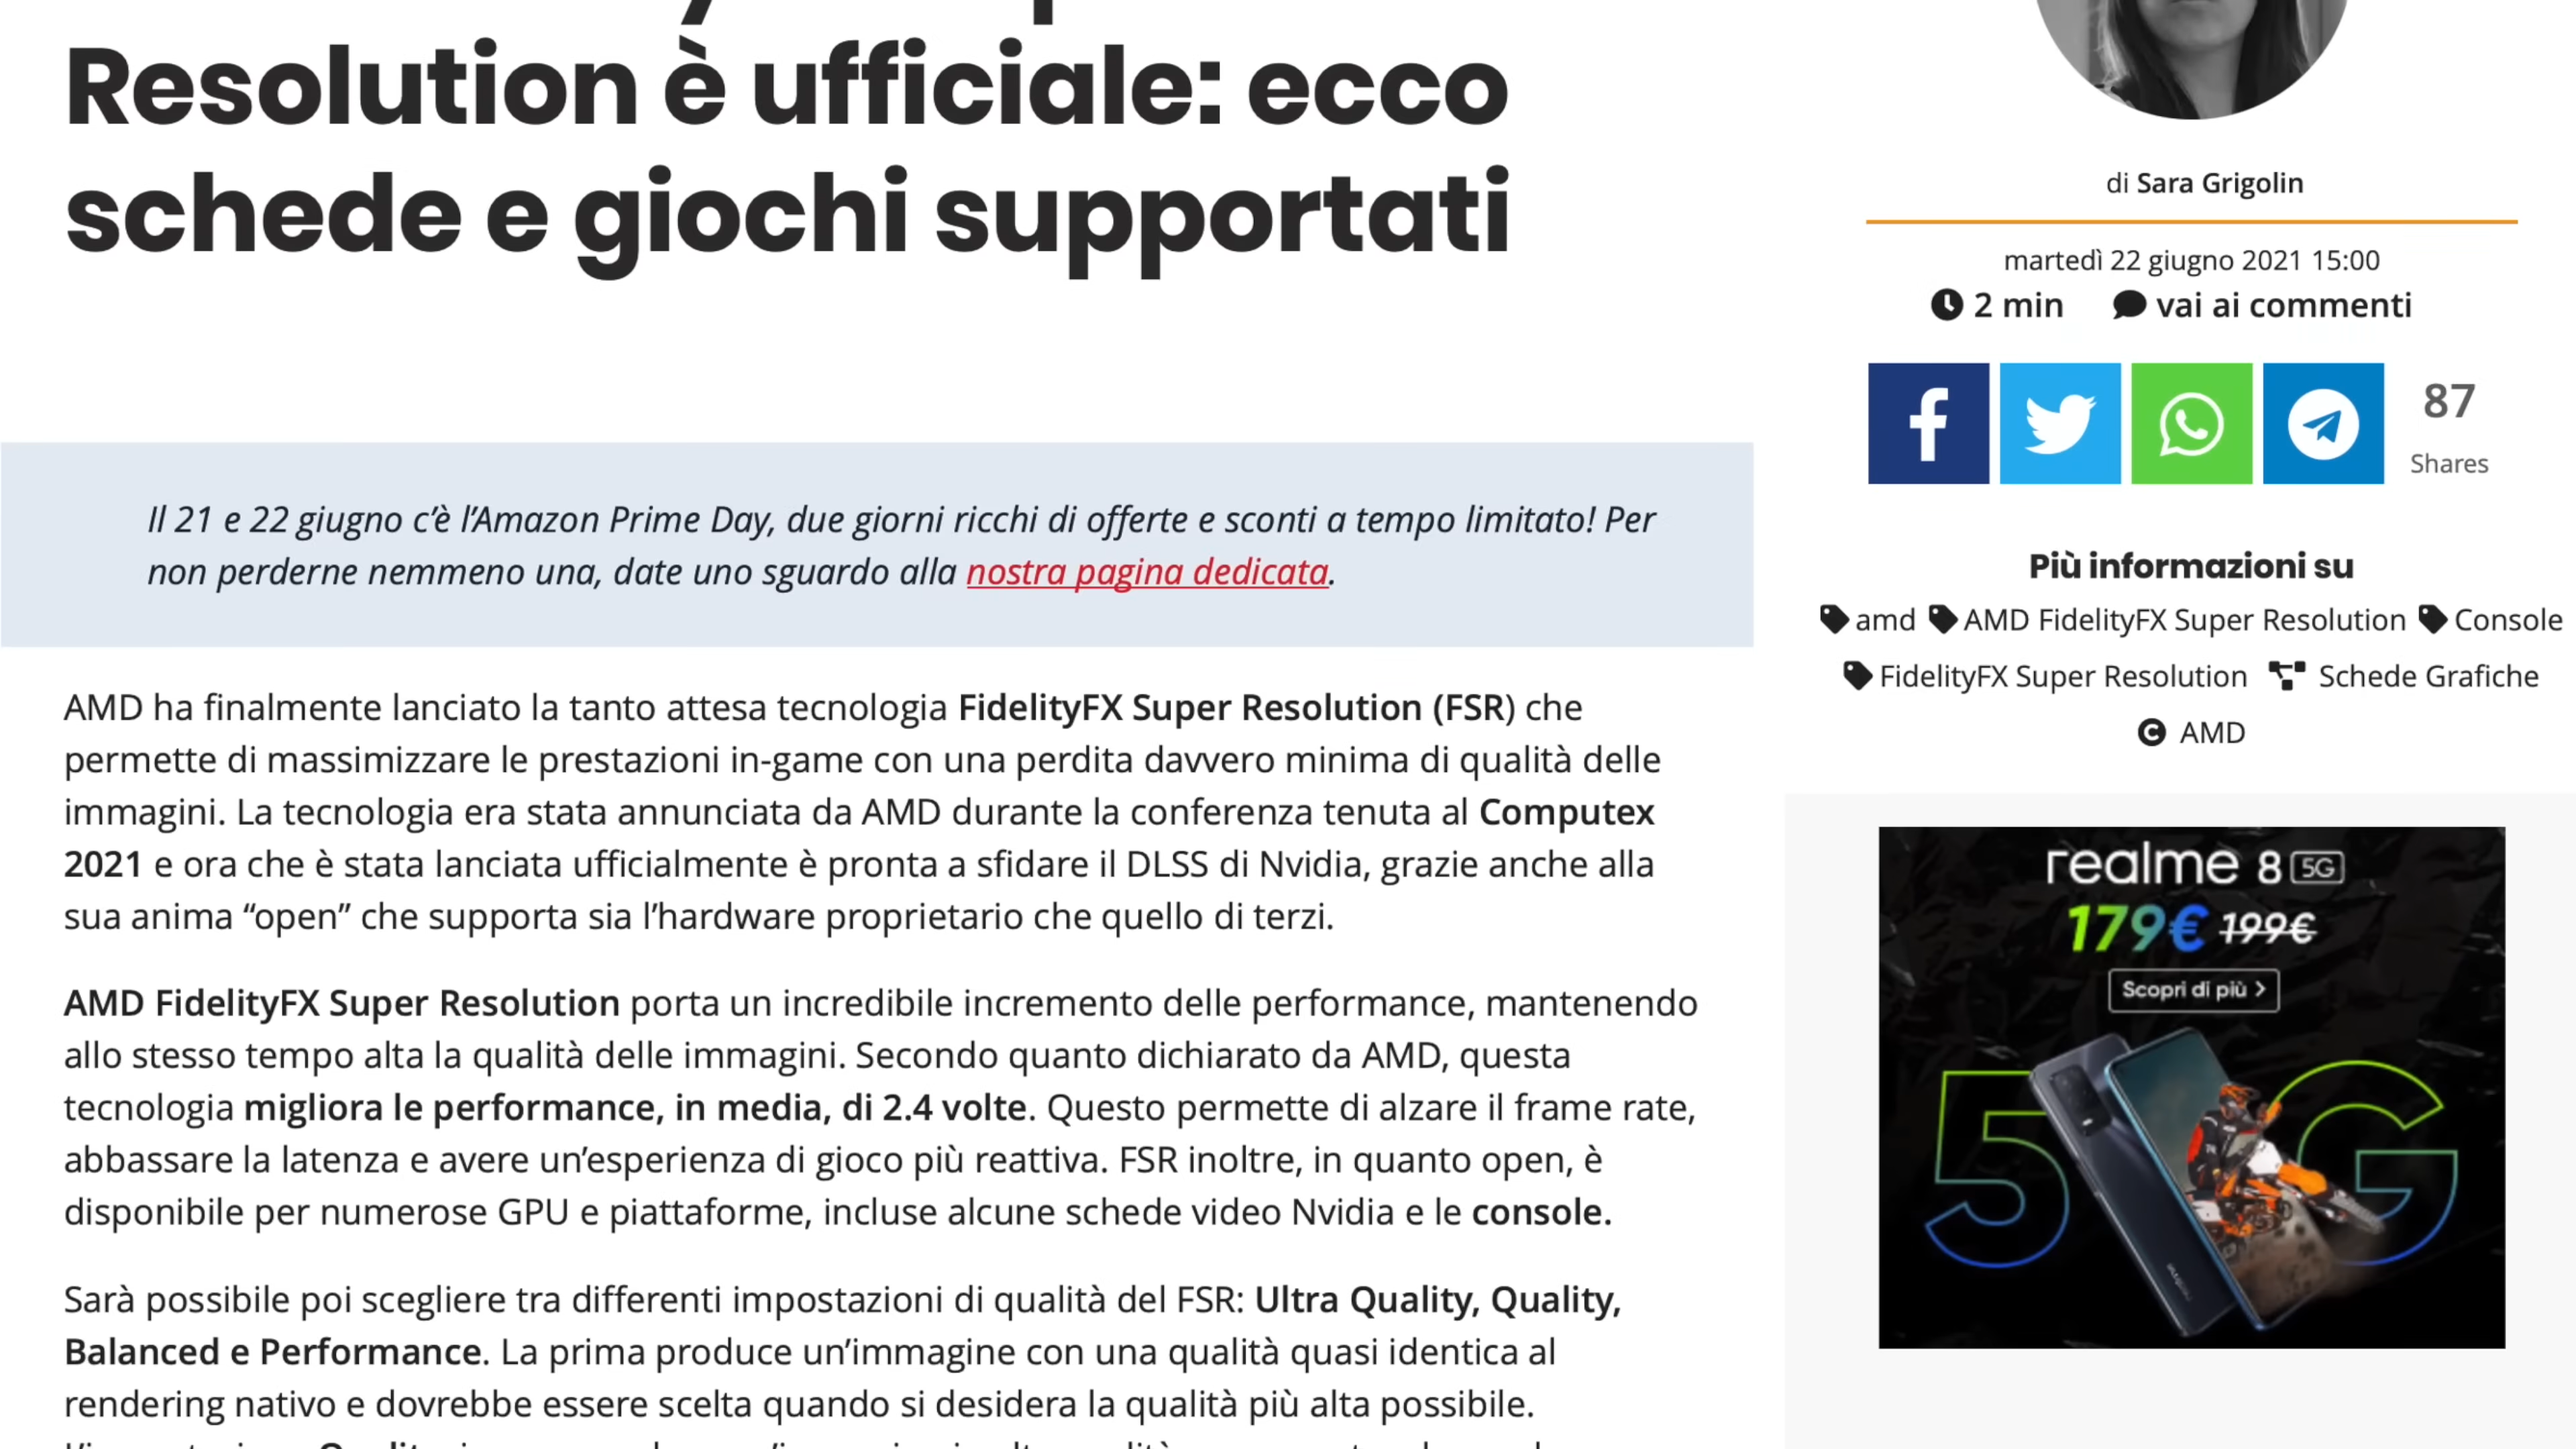 Resolution è ufficiale: ecco
schede e giochi supportati
Il 21 e 22 giugno c’è l’Amazon Prime Day, due giorni ricchi di offerte e sconti a tempo limitato! Per
non perderne nemmeno una, date uno sguardo alla nostra pagina dedicata.
AMD ha finalmente lanciato la tanto attesa tecnologia FidelityFX Super Resolution (FSR) che
permette di massimizzare le prestazioni in-game con una perdita davvero minima di qualità delle
immagini. La tecnologia era stata annunciata da AMD durante la conferenza tenuta al Computex
2021 e ora che è stata lanciata ufficialmente è pronta a sfidare il DLSS di Nvidia, grazie anche alla
sua anima “open” che supporta sia l’hardware proprietario che quello di terzi.
AMD FidelityFX Super Resolution porta un incredibile incremento delle performance, mantenendo
allo stesso tempo alta la qualità delle immagini. Secondo quanto dichiarato da AMD, questa
tecnologia migliora le performance, in media, di 2.4 volte. Questo permette di alzare il frame rate,
abbassare la latenza e avere un’esperienza di gioco più reattiva. FSR inoltre, in quanto open, è
disponibile per numerose GPU e piattaforme, incluse alcune schede video Nvidia e le console.
Sarà possibile poi scegliere tra differenti impostazioni di qualità del FSR: Ultra Quality, Quality,
Balanced e Performance. La prima produce un’immagine con una qualità quasi identica al
rendering nativo e dovrebbe essere scelta quando si desidera la qualità più alta possibile.
di Sara Grigolin
martedì 22 giugno 2021 15:00
2 min vai ai commenti
87
Shares
Più informazioni su
amd AMD FidelityFX Super Resolution Console
FidelityFX Super Resolution Schede Grafiche
AMD
realme 8 5G
179€ 199€
Scopri di più >
5G